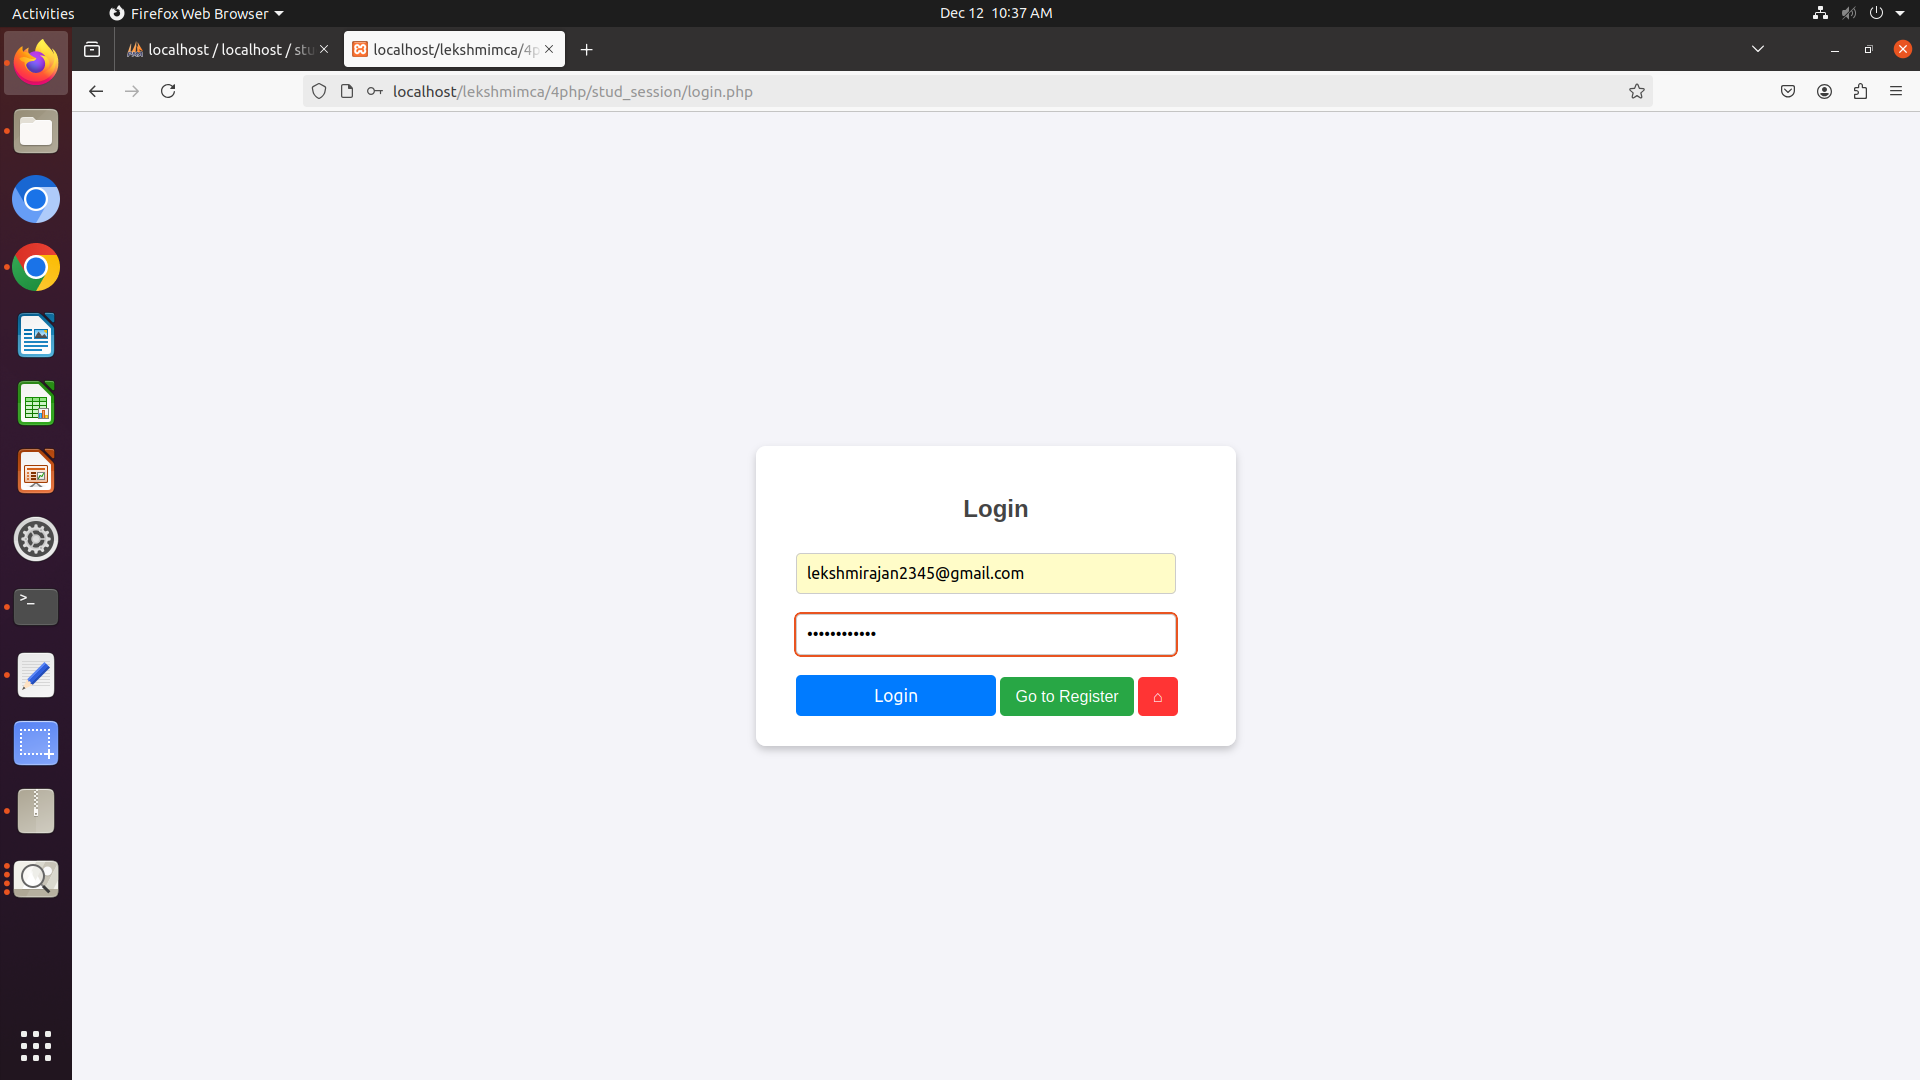 Activities
Firefox Web Browser
Dec 12 10:37 AM
localhost / localhost / stu
localhost/lekshmimca/4p
localhost/lekshmimca/4php/stud_session/login.php
Login
lekshmirajan2345@gmail.com
••••••••••••
Login
Go to Register